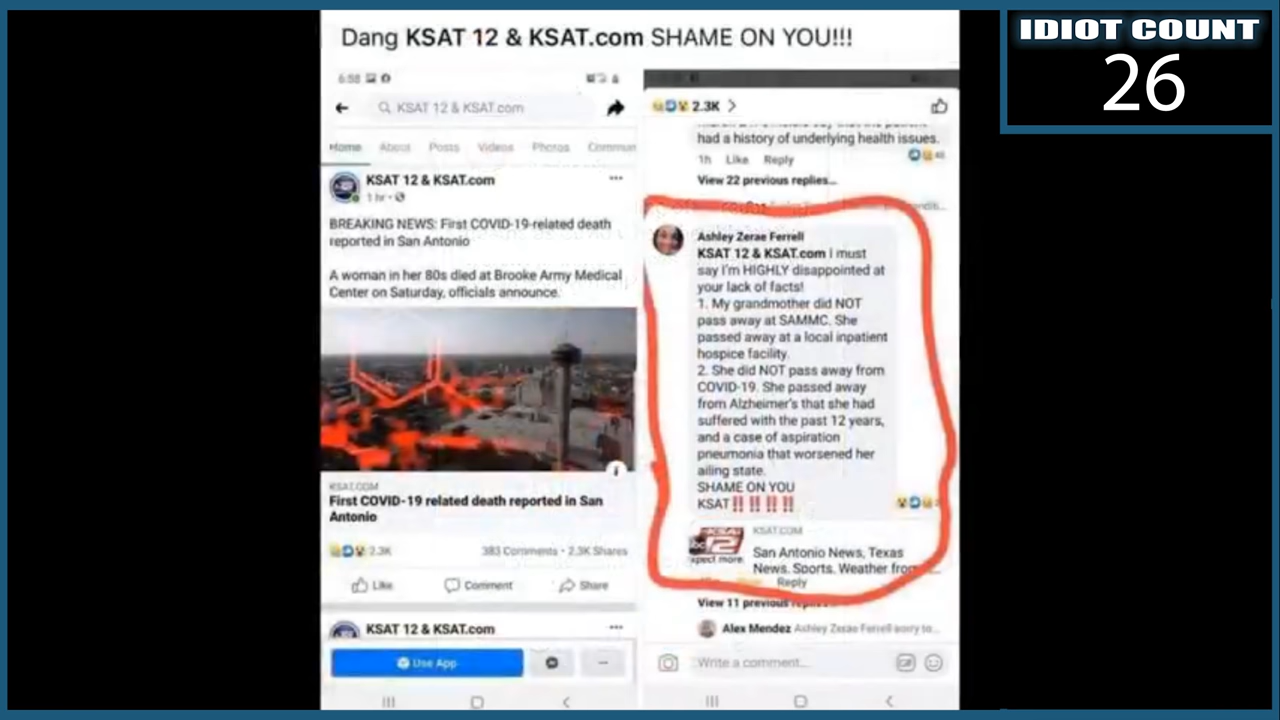 Dang KSAT 12 & KSAT.com SHAME ON YOU!!!
IDIOT COUNT
26
6:58
KSAT 12 & KSAT.com
Home About Posts Videos Photos Commun
KSAT 12 & KSAT.com
1 hr
BREAKING NEWS: First COVID-19-related death
reported in San Antonio
A woman in her 80s died at Brooke Army Medical
Center on Saturday, officials announce.
KSAT.COM
First COVID-19 related death reported in San
Antonio
2.3K 383 Comments • 2.3K Shares
Like Comment Share
KSAT 12 & KSAT.com
Use App
2.3K
had a history of underlying health issues.
1h Like Reply
View 22 previous replies...
Ashley Zerae Ferrell
KSAT 12 & KSAT.com I must
say I'm HIGHLY disappointed at
your lack of facts!
1. My grandmother did NOT
pass away at SAMMC. She
passed away at a local inpatient
hospice facility.
2. She did NOT pass away from
COVID-19. She passed away
from Alzheimer's that she had
suffered with the past 12 years,
and a case of aspiration
pneumonia that worsened her
ailing state.
SHAME ON YOU
KSAT‼️‼️‼️‼️
KSAT
abc 12
xpect more.
KSAT.COM
San Antonio News, Texas
News, Sports, Weather from
Reply
View 11 previous
Alex Mendez Ashley Zerae Ferrell sorry to...
Write a comment...
GIF